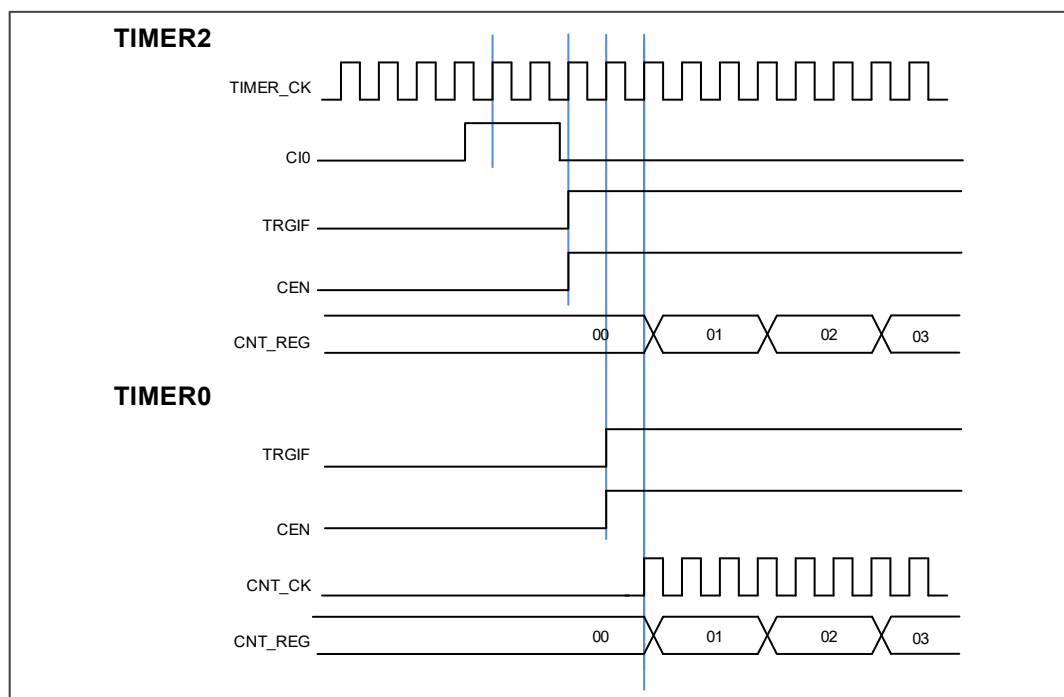 TIMER2
TIMER_CK
CI0
TRGIF
CEN
CNT_REG 00 01 02 03
TIMER0
TRGIF
CEN
CNT_CK
CNT_REG 00 01 02 03